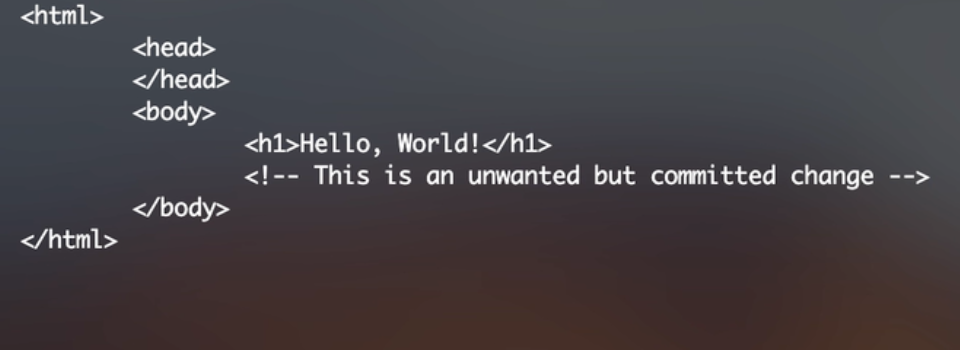 <html>
<head>
</head>
<body>
<h1>Hello, World!</h1>
<!-- This is an unwanted but committed change -->
</body>
</html>